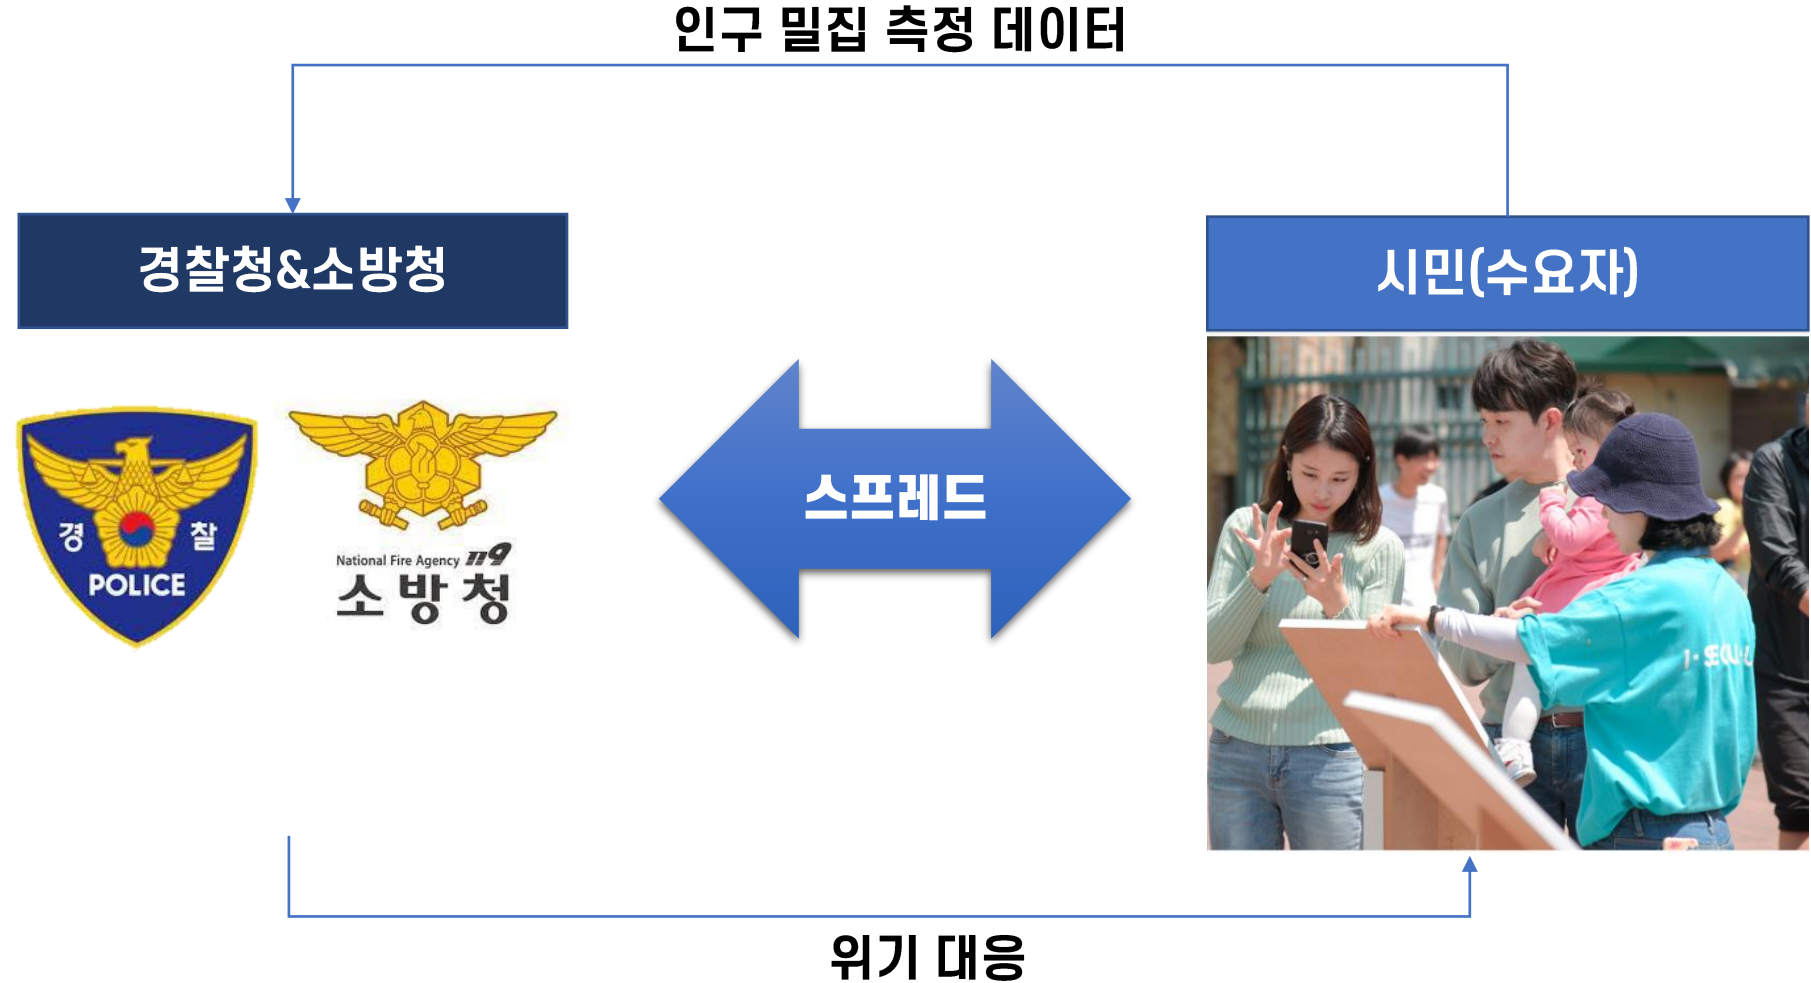 인구 밀집 측정 데이터
경찰청&소방청
시민(수요자)
스프레드
경 찰
POLICE
National Fire Agency 119
소방청
I·SEOUL·U
위기 대응